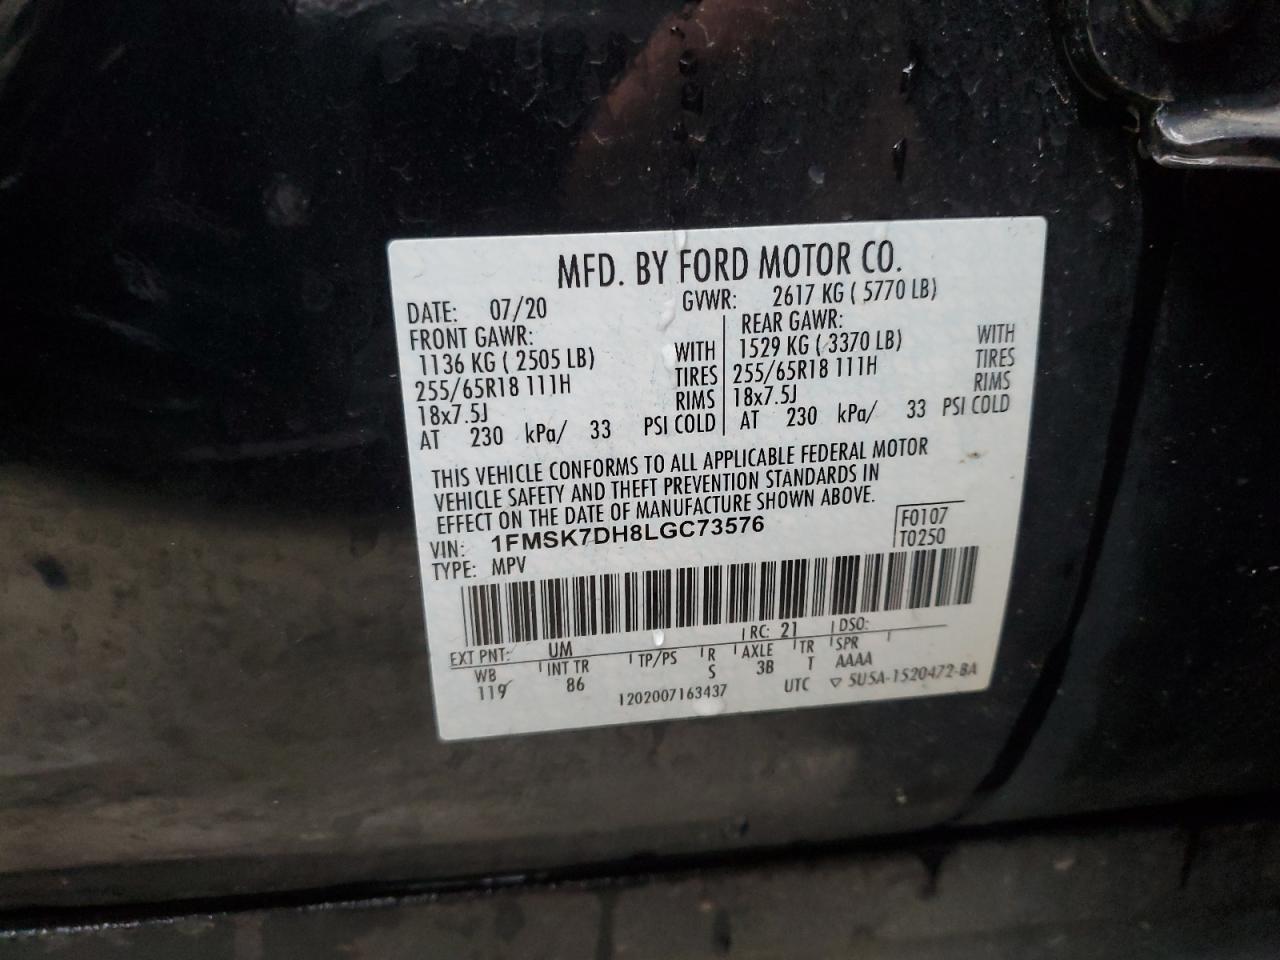 MFD. BY FORD MOTOR CO.
DATE: 07/20 GVWR: 2617 KG ( 5770 LB)
FRONT GAWR: REAR GAWR:
1136 KG ( 2505 LB) WITH 1529 KG ( 3370 LB) WITH
255/65R18 111H TIRES 255/65R18 111H TIRES
18x7.5J RIMS 18x7.5J RIMS
AT 230 kPa/ 33 PSI COLD AT 230 kPa/ 33 PSI COLD
THIS VEHICLE CONFORMS TO ALL APPLICABLE FEDERAL MOTOR
VEHICLE SAFETY AND THEFT PREVENTION STANDARDS IN
EFFECT ON THE DATE OF MANUFACTURE SHOWN ABOVE.
VIN: 1FMSK7DH8LGC73576 F0107
TYPE: MPV T0250
EXT PNT: UM RC: 21 DSO:
WB INT TR TP/PS R AXLE TR SPR
119 86 S 3B T AAAA
1202007163437 UTC ▽ 5U5A-1520472-BA